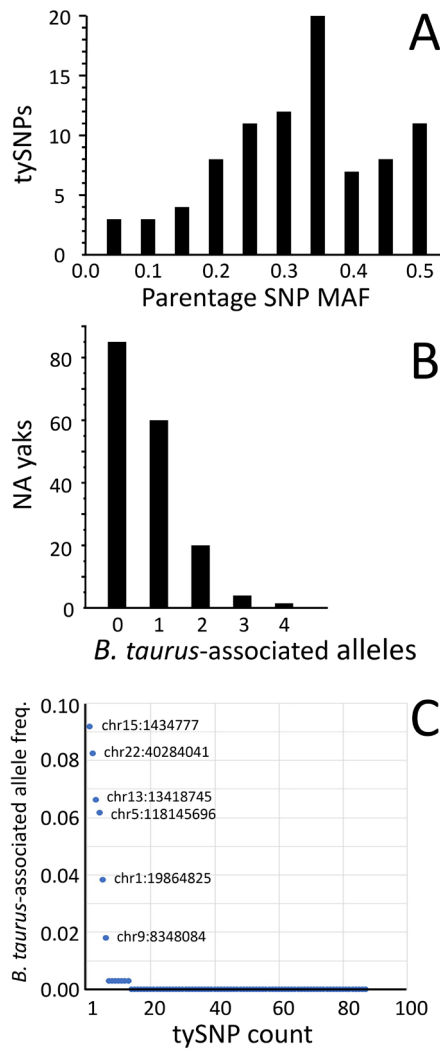 A
20
15
10
5
0
tySNPs
0.0 0.1 0.2 0.3 0.4 0.5
Parentage SNP MAF
B
80
60
40
20
0
NA yaks
0 1 2 3 4
B. taurus-associated alleles
C
0.10
0.08
0.06
0.04
0.02
0.00
B. taurus-associated allele freq.
chr15:1434777
chr22:40284041
chr13:13418745
chr5:118145696
chr1:19864825
chr9:8348084
1 20 40 60 80 100
tySNP count